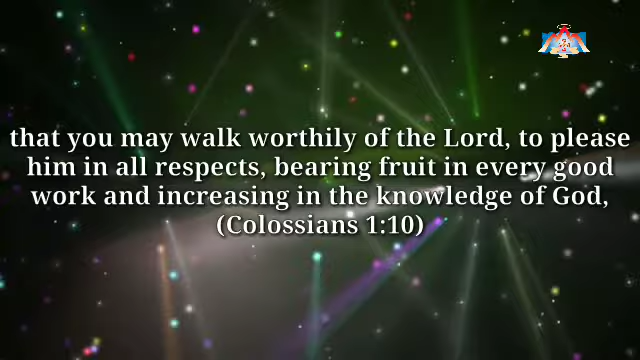 that you may walk worthily of the Lord, to please
him in all respects, bearing fruit in every good
work and increasing in the knowledge of God,
(Colossians 1:10)